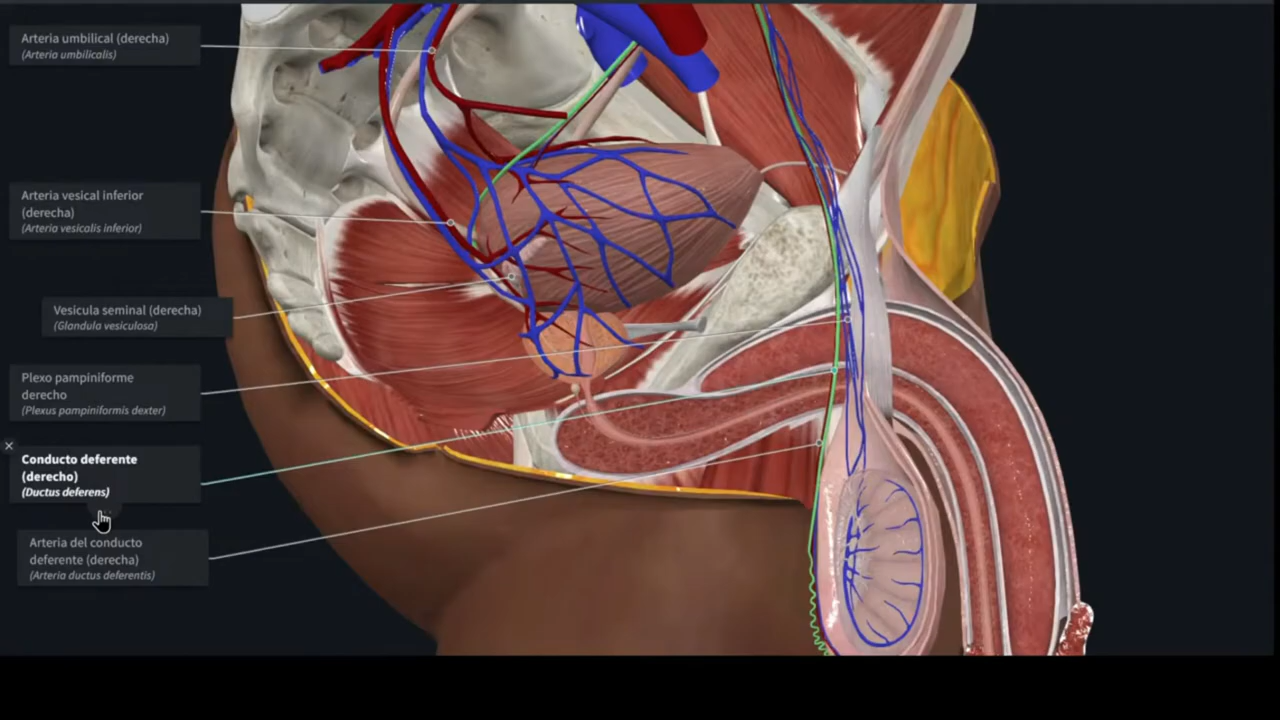 Arteria umbilical (derecha)
(Arteria umbilicalis)
Arteria vesical inferior
(derecha)
(Arteria vesicalis inferior)
Vesícula seminal (derecha)
(Glandula vesiculosa)
Plexo pampiniforme
derecho
(Plexus pampiniformis dexter)
Conducto deferente
(derecho)
(Ductus deferens)
Arteria del conducto
deferente (derecha)
(Arteria ductus deferentis)